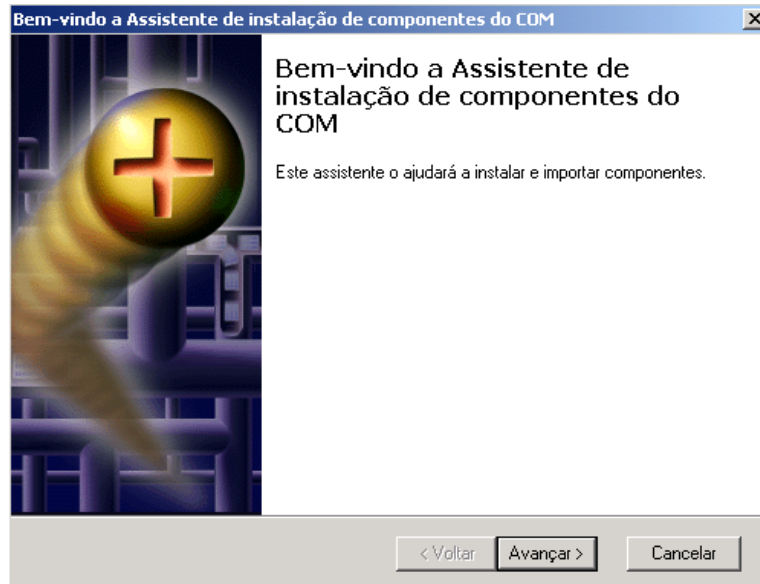 Bem-vindo a Assistente de instalação de componentes do COM
Bem-vindo a Assistente de
instalação de componentes do
COM
Este assistente o ajudará a instalar e importar componentes.
< Voltar
Avançar >
Cancelar